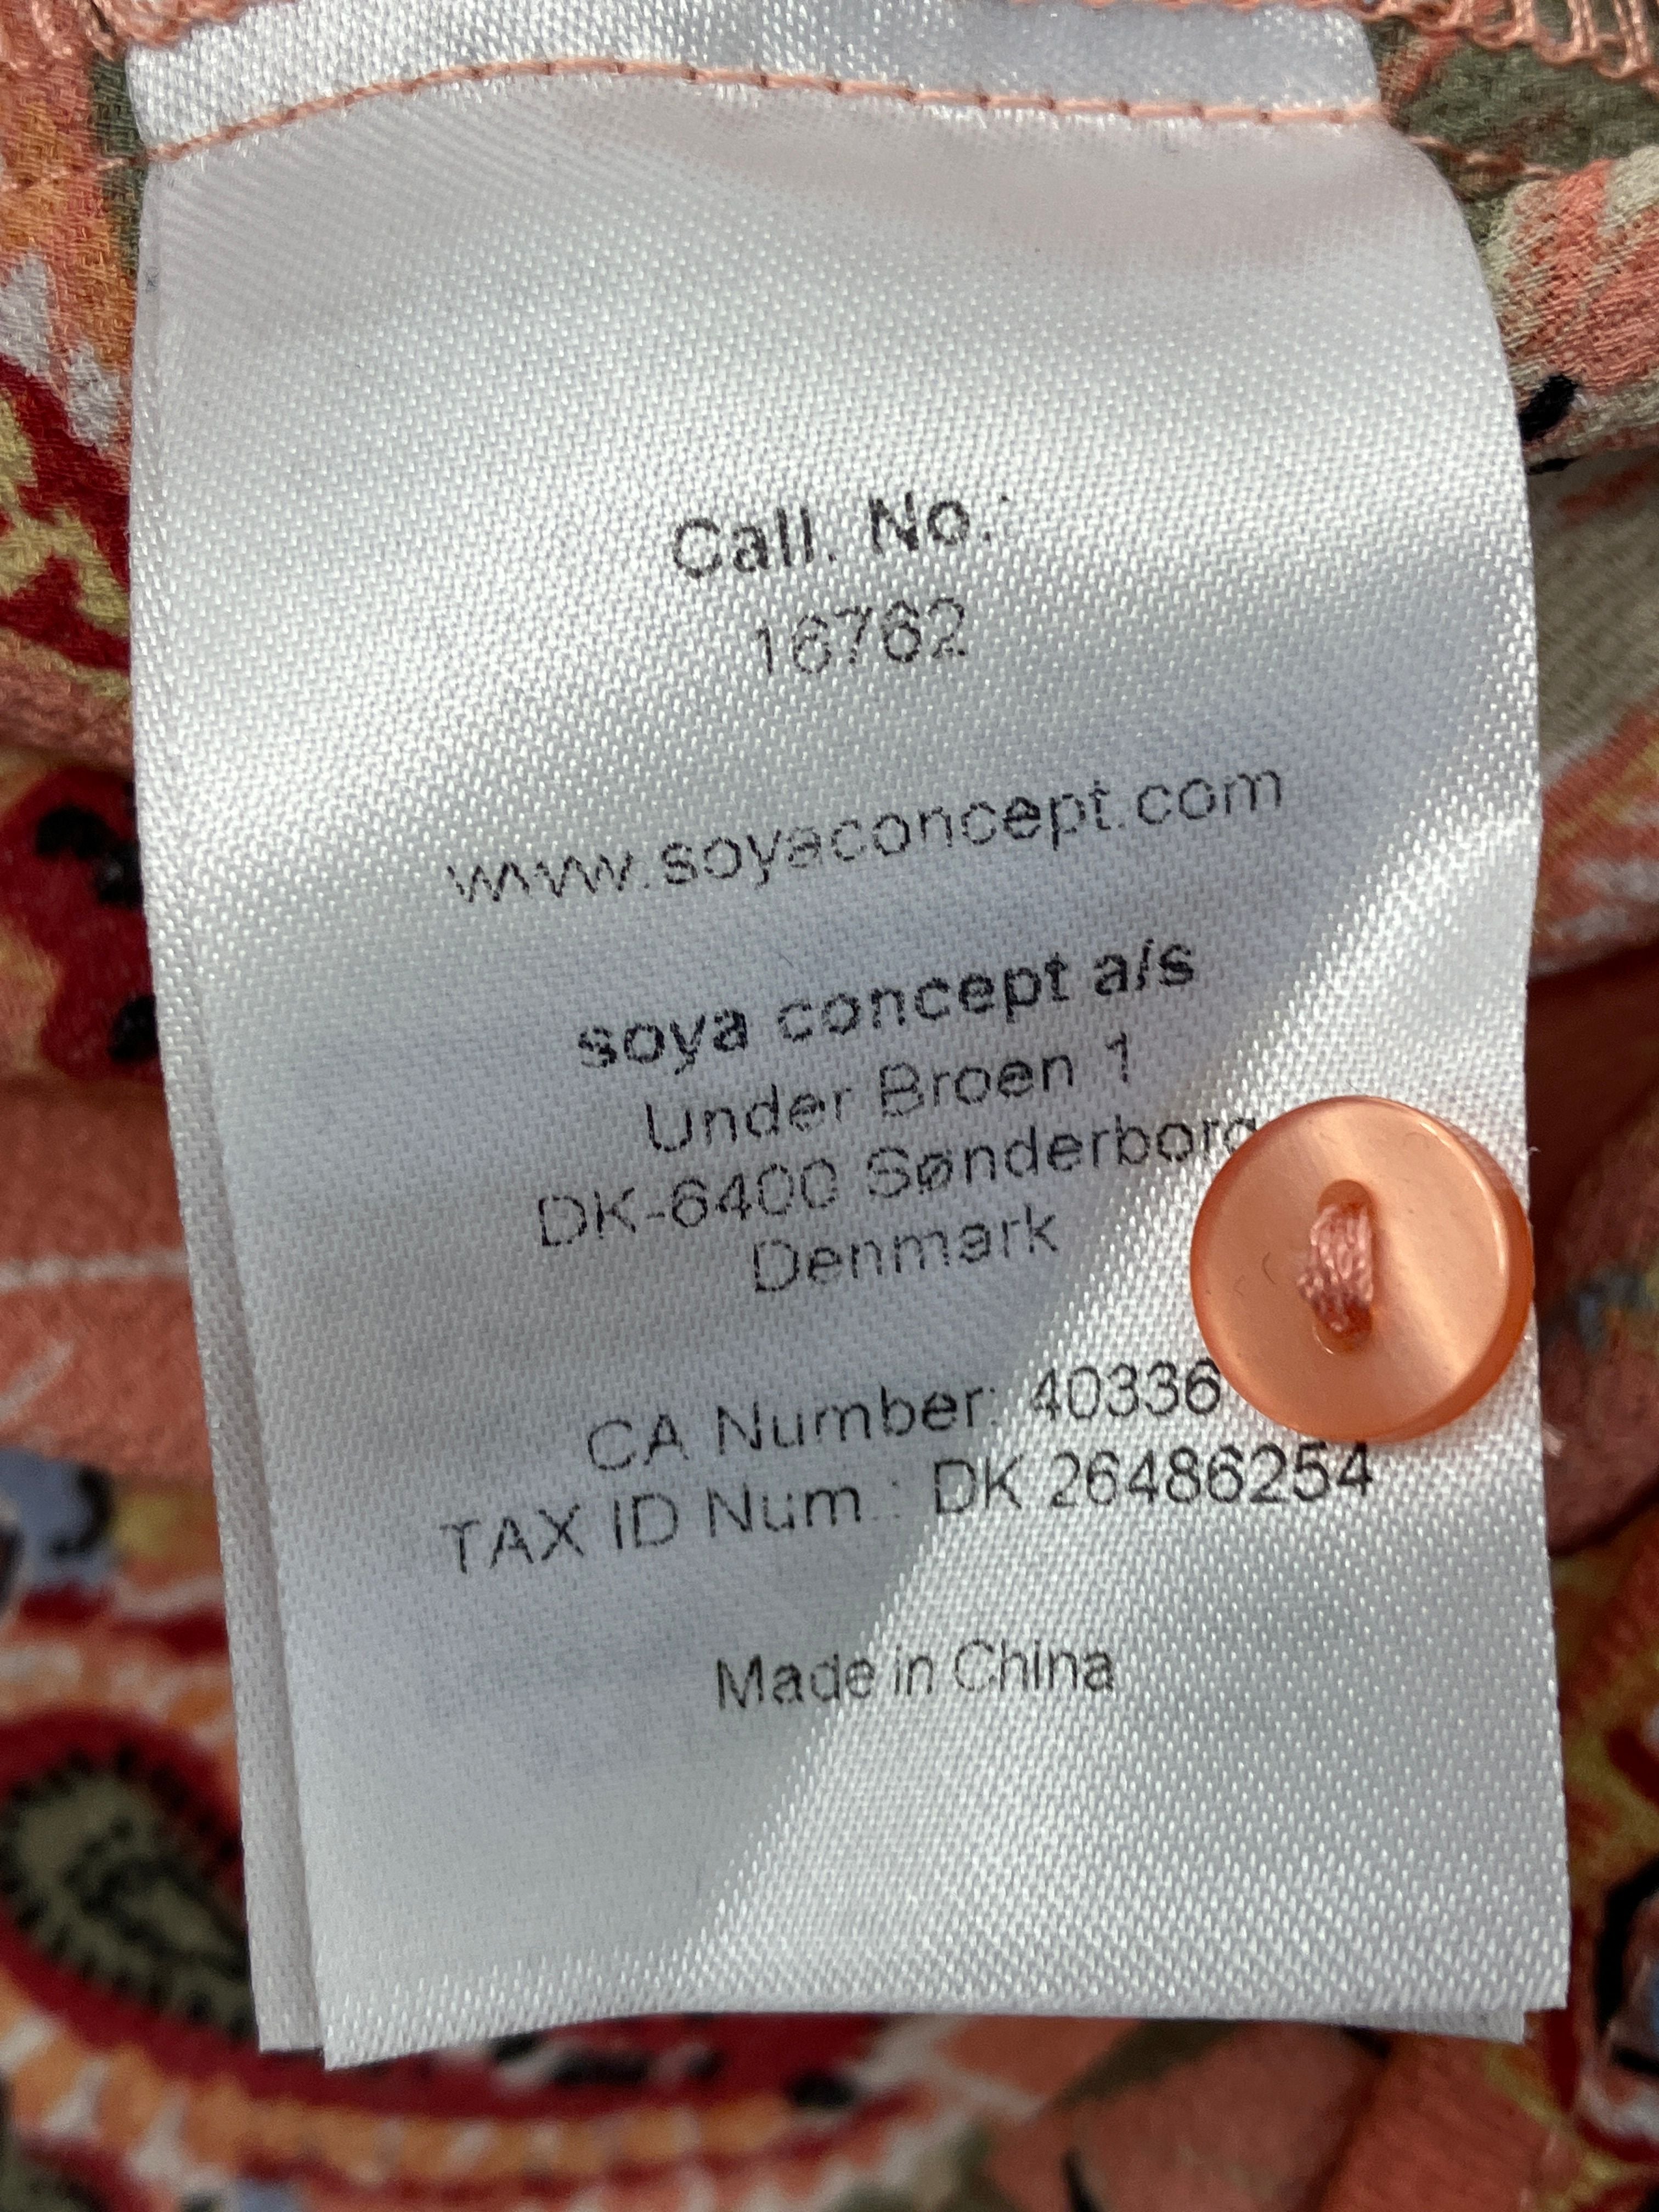 Call. No.:
16762
www.soyaconcept.com
soya concept a/s
Under Broen 1
DK-6400 Sønderborg
Denmark
CA Number: 40336
TAX ID Num.: DK 26486254
Made in China